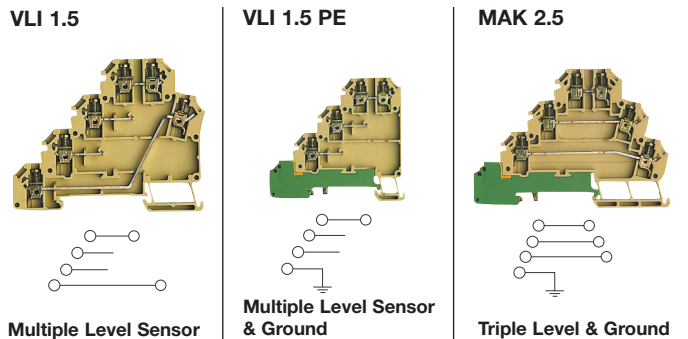 VLI 1.5
Multiple Level Sensor
VLI 1.5 PE
Multiple Level Sensor
& Ground
MAK 2.5
Triple Level & Ground